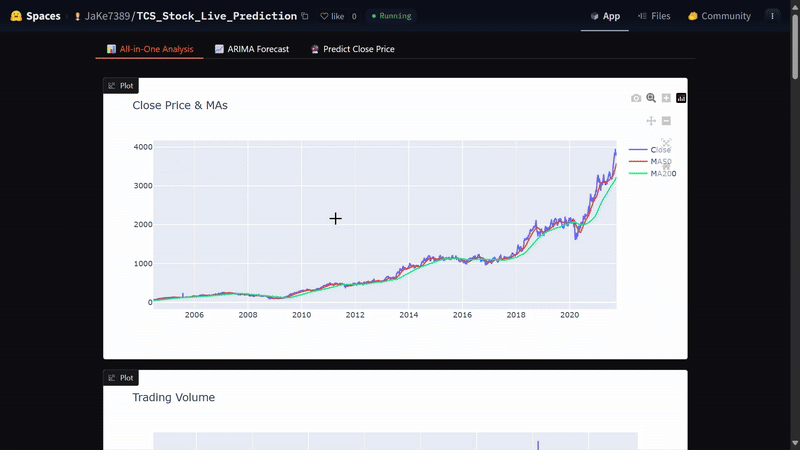 Spaces JaKe7389/TCS_Stock_Live_Prediction like 0 Running App Files Community
All-in-One Analysis ARIMA Forecast Predict Close Price
Plot
Close Price & MAs
4000
3000
2000
1000
0
2006 2008 2010 2012 2014 2016 2018 2020
Close
MA50
MA200
Plot
Trading Volume